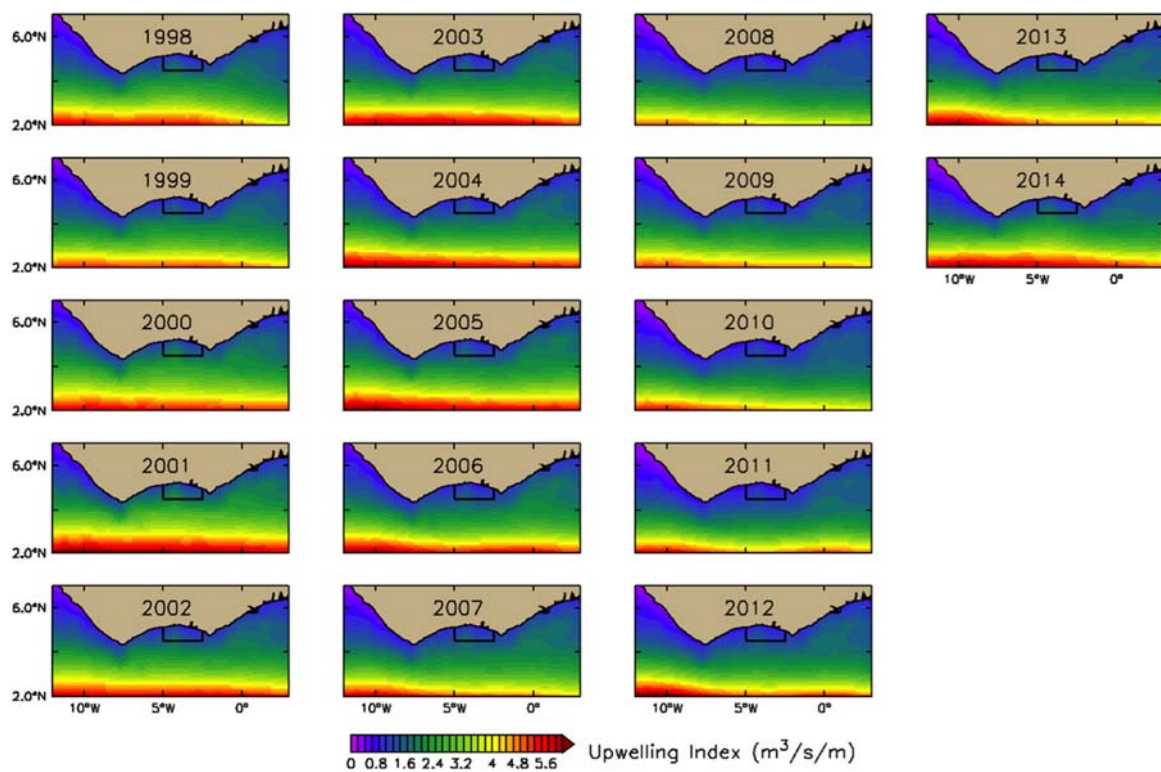 6.0°N 1998 2003 2008 2013
2.0°N
6.0°N 1999 2004 2009 2014
2.0°N
10°W 5°W 0°
6.0°N 2000 2005 2010
2.0°N
6.0°N 2001 2006 2011
2.0°N
6.0°N 2002 2007 2012
2.0°N
10°W 5°W 0° 10°W 5°W 0° 10°W 5°W 0°
0 0.8 1.6 2.4 3.2 4 4.8 5.6 Upwelling Index (m³/s/m)